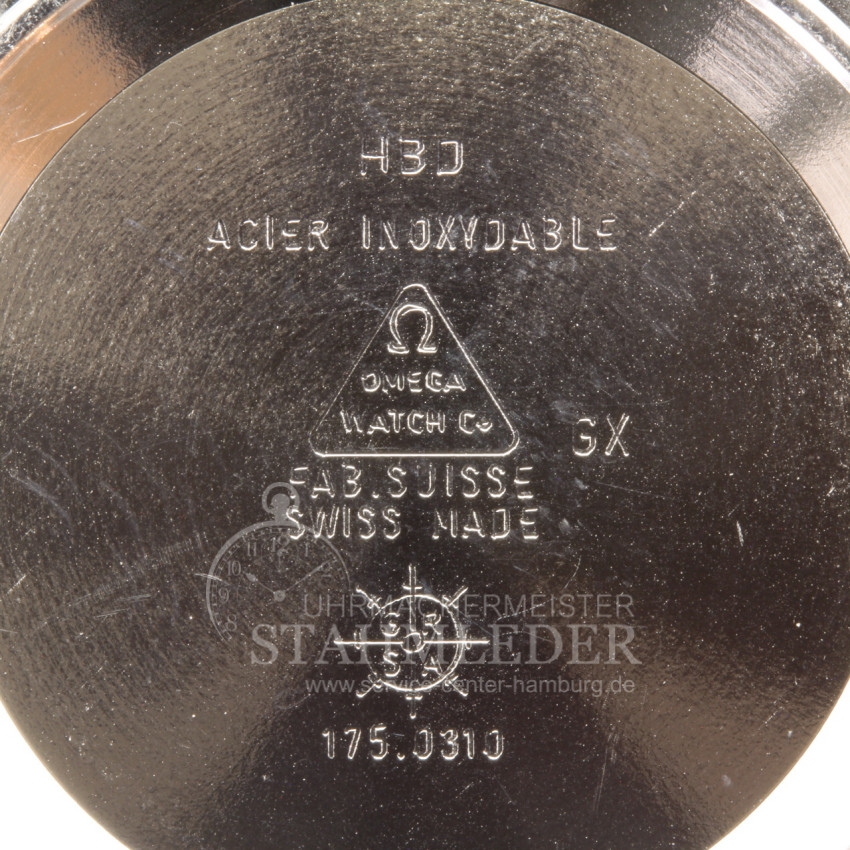 HBD
ACIER INOXYDABLE
Ω
OMEGA
WATCH Co
GX
FAB.SUISSE
SWISS MADE
UHRMACHERMEISTER
STAHMLEDER
G R
S A
www.service-center-hamburg.de
175.0310